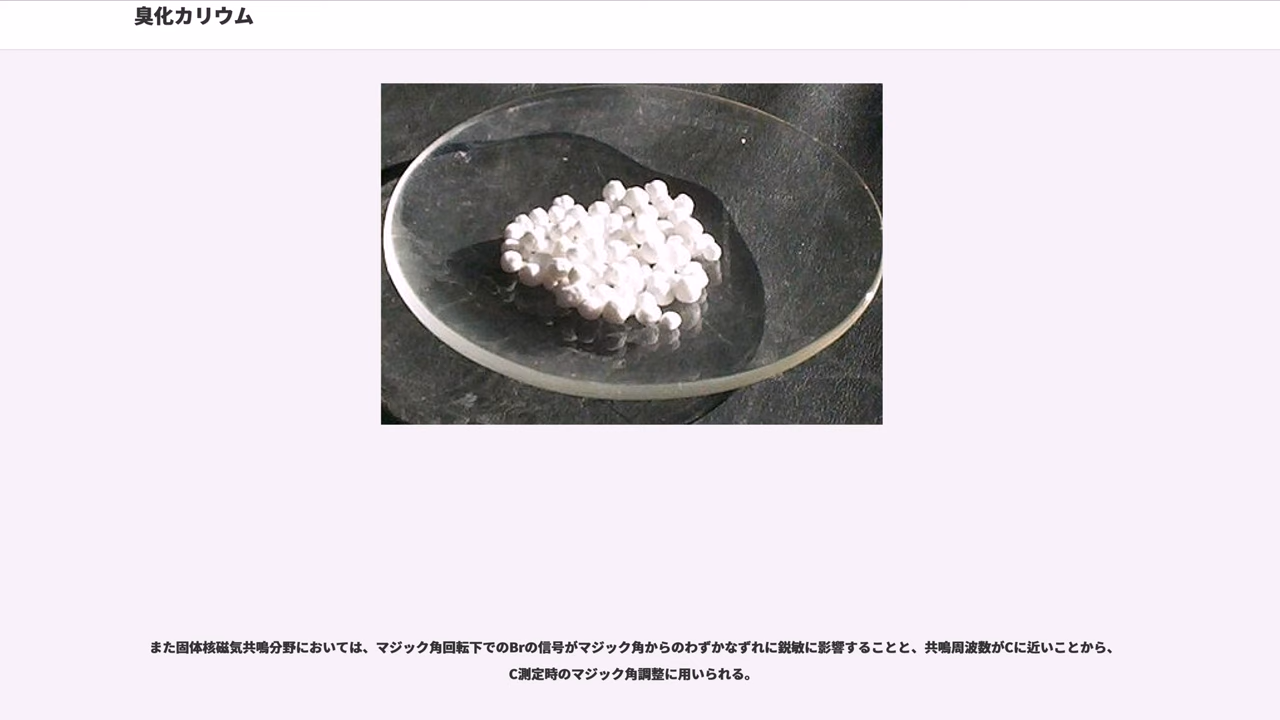 臭化カリウム
また固体核磁気共鳴分野においては、マジック角回転下でのBrの信号がマジック角からのわずかなずれに鋭敏に影響することと、共鳴周波数がCに近いことから、
C測定時のマジック角調整に用いられる。